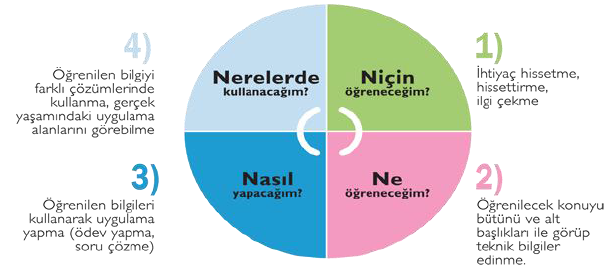 1)
İhtiyaç hissetme,
hissettirme,
ilgi çekme
Niçin
öğreneceğim?
2)
Öğrenilecek konuyu
bütünü ve alt
başlıkları ile görüp
teknik bilgiler
edinme.
Ne
öğreneceğim?
3)
Öğrenilen bilgileri
kullanarak uygulama
yapma (ödev yapma,
soru çözme)
Nasıl
yapacağım?
4)
Öğrenilen bilgiyi
farklı çözümlerinde
kullanma, gerçek
yaşamındaki uygulama
alanlarını görebilme
Nerelerde
kullanacağım?